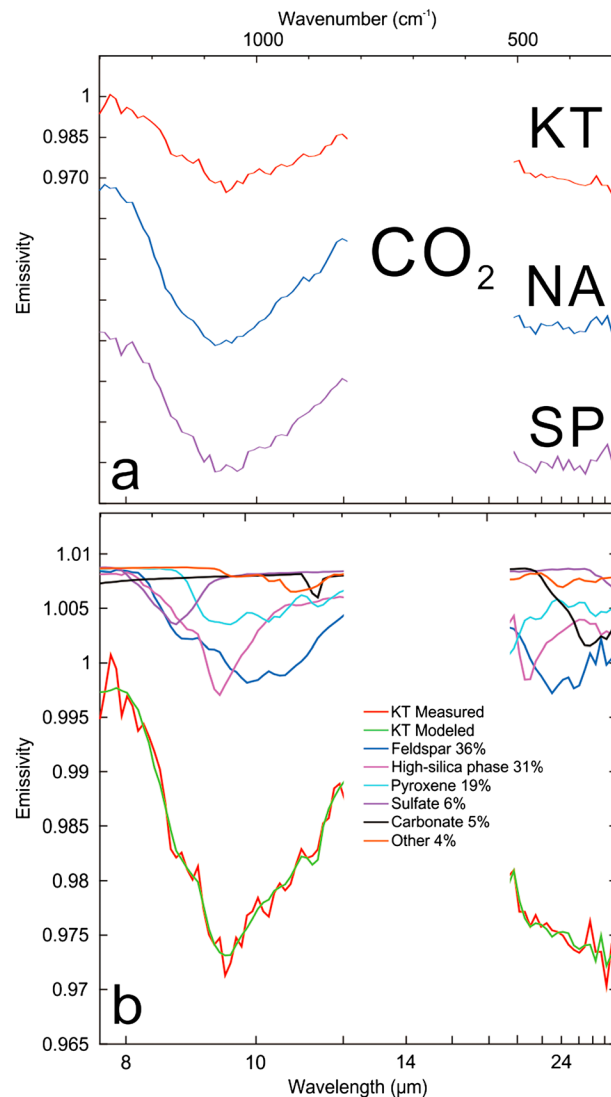 Wavenumber (cm⁻¹)
1000
500
1
0.985
0.970
Emissivity
KT
CO₂
NA
SP
a
1.01
1.005
1
0.995
0.99
0.985
0.98
0.975
0.97
0.965
Emissivity
KT Measured
KT Modeled
Feldspar 36%
High-silica phase 31%
Pyroxene 19%
Sulfate 6%
Carbonate 5%
Other 4%
b
8
10
14
24
Wavelength (µm)